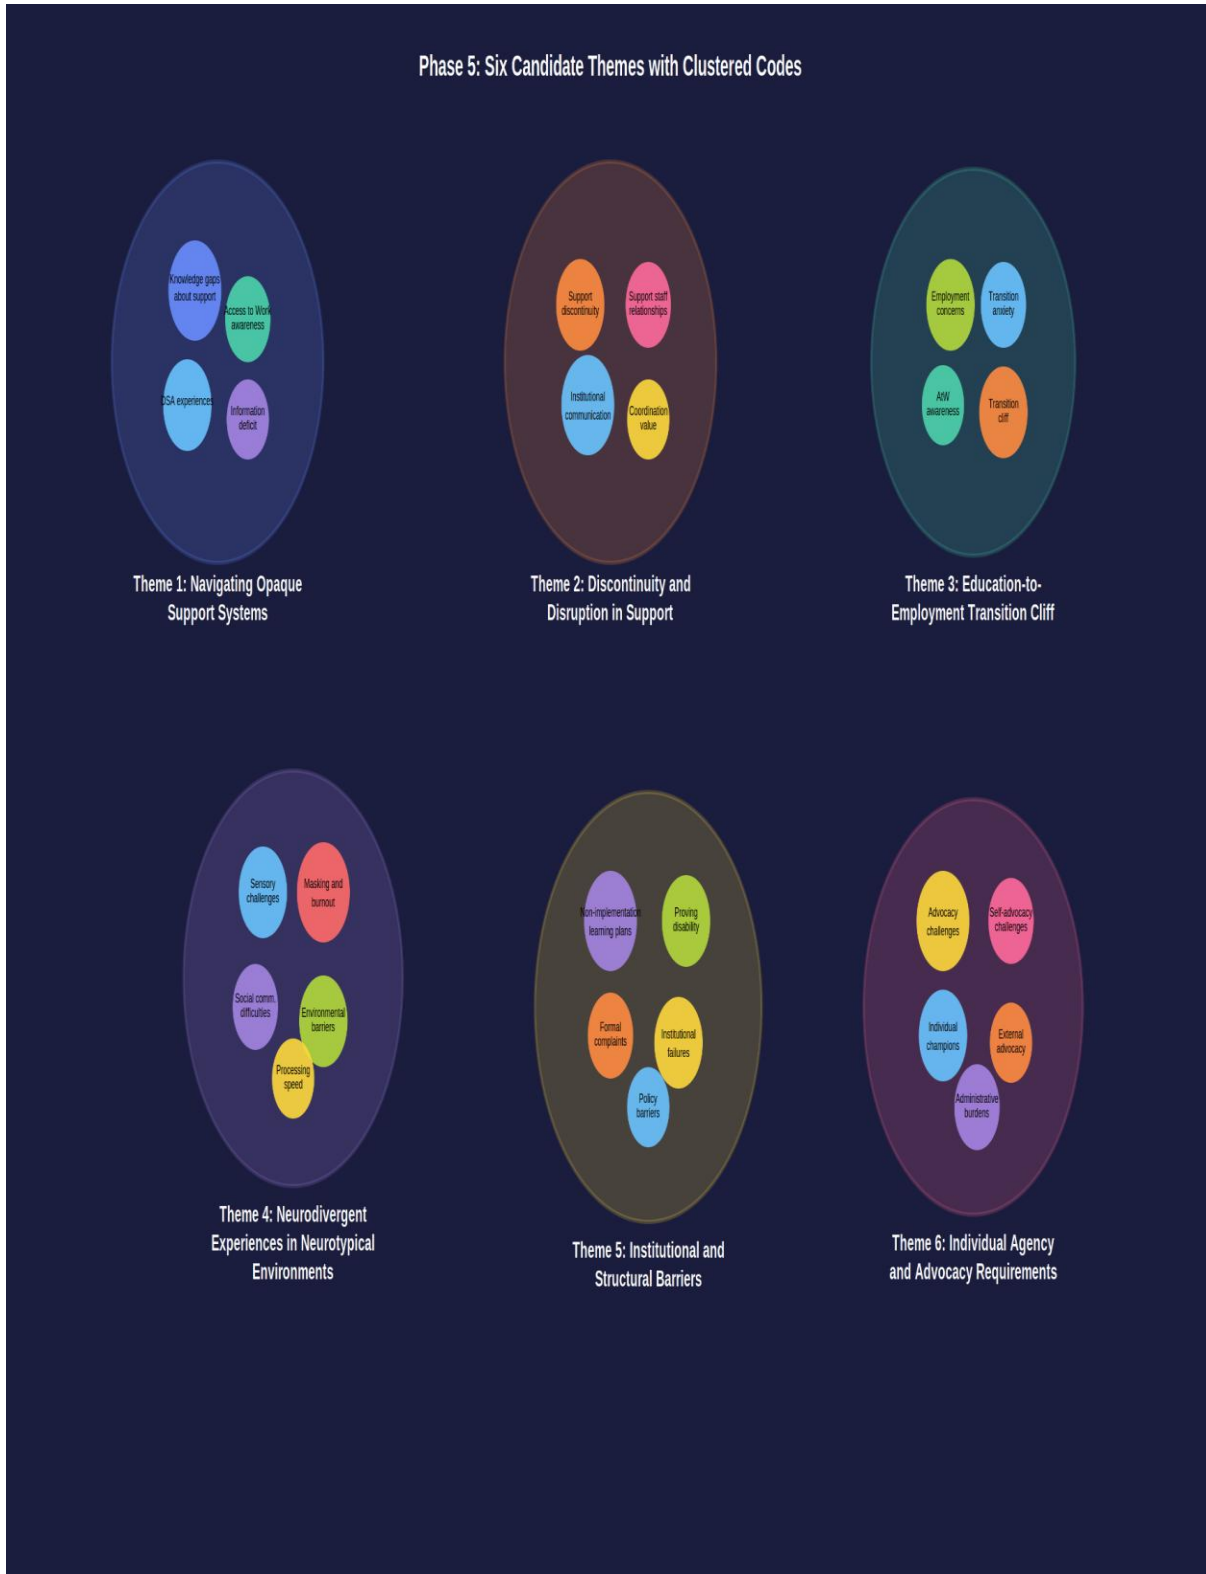 Phase 5: Six Candidate Themes with Clustered Codes
Knowledge gaps
about support
Access to Work
awareness
DSA experiences
Information
deficit
Theme 1: Navigating Opaque
Support Systems
Support
discontinuity
Support staff
relationships
Institutional
communication
Coordination
value
Theme 2: Discontinuity and
Disruption in Support
Employment
concerns
Transition
anxiety
AtW
awareness
Transition
cliff
Theme 3: Education-to-
Employment Transition Cliff
Sensory
challenges
Masking and
burnout
Social comm.
difficulties
Environmental
barriers
Processing
speed
Theme 4: Neurodivergent
Experiences in Neurotypical
Environments
Non-implementation
learning plans
Proving
disability
Formal
complaints
Institutional
failures
Policy
barriers
Theme 5: Institutional and
Structural Barriers
Advocacy
challenges
Self-advocacy
challenges
Individual
champions
External
advocacy
Administrative
burdens
Theme 6: Individual Agency
and Advocacy Requirements